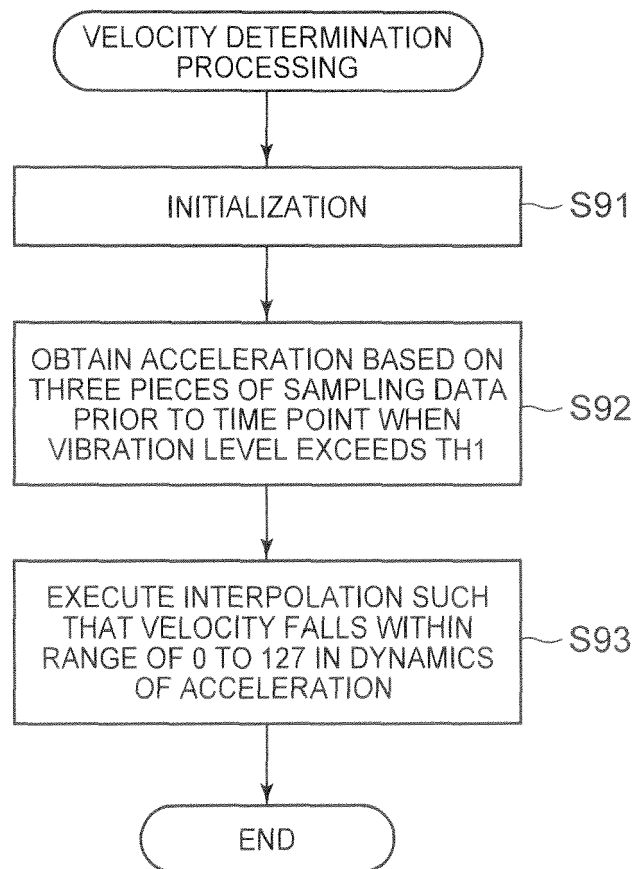 VELOCITY DETERMINATION
PROCESSING
INITIALIZATION
S91
OBTAIN ACCELERATION BASED ON
THREE PIECES OF SAMPLING DATA
PRIOR TO TIME POINT WHEN
VIBRATION LEVEL EXCEEDS TH1
S92
EXECUTE INTERPOLATION SUCH
THAT VELOCITY FALLS WITHIN
RANGE OF 0 TO 127 IN DYNAMICS
OF ACCELERATION
S93
END